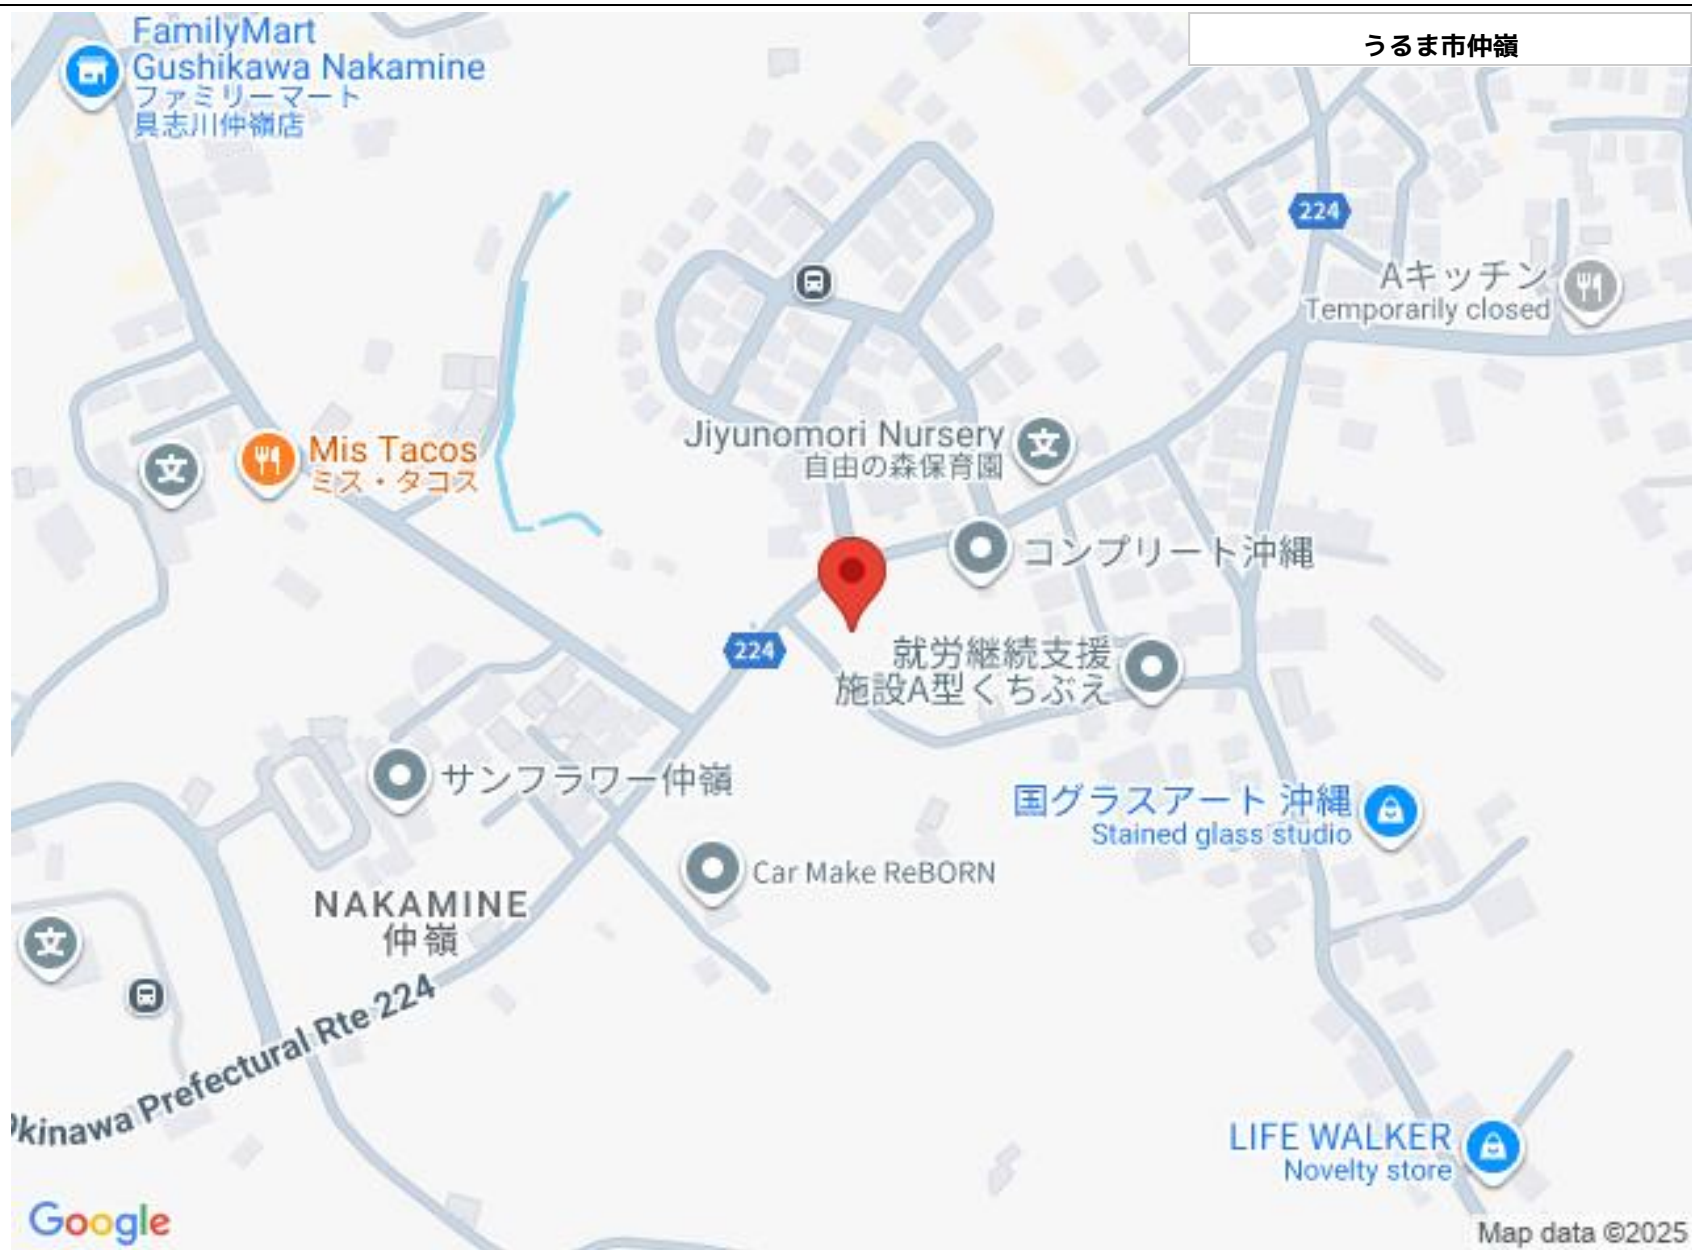 うるま市仲嶺
FamilyMart
Gushikawa Nakamine
ファミリーマート
具志川仲嶺店
224
Aキッチン
Temporarily closed
Mis Tacos
ミス・タコス
Jiyunomori Nursery
自由の森保育園
コンプリート沖縄
224
就労継続支援
施設A型くちぶえ
サンフラワー仲嶺
国グラスアート 沖縄
Stained glass studio
Car Make ReBORN
NAKAMINE
仲嶺
Okinawa Prefectural Rte 224
LIFE WALKER
Novelty store
Google
Map data ©2025